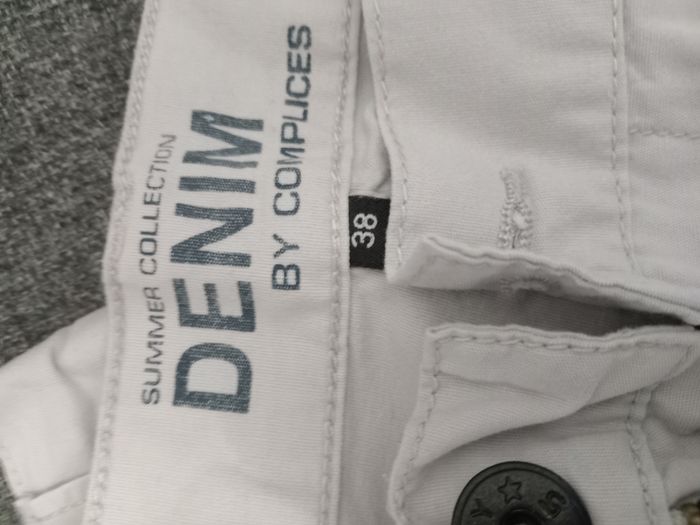 SUMMER COLLECTION
DENIM
BY COMPLICES
38